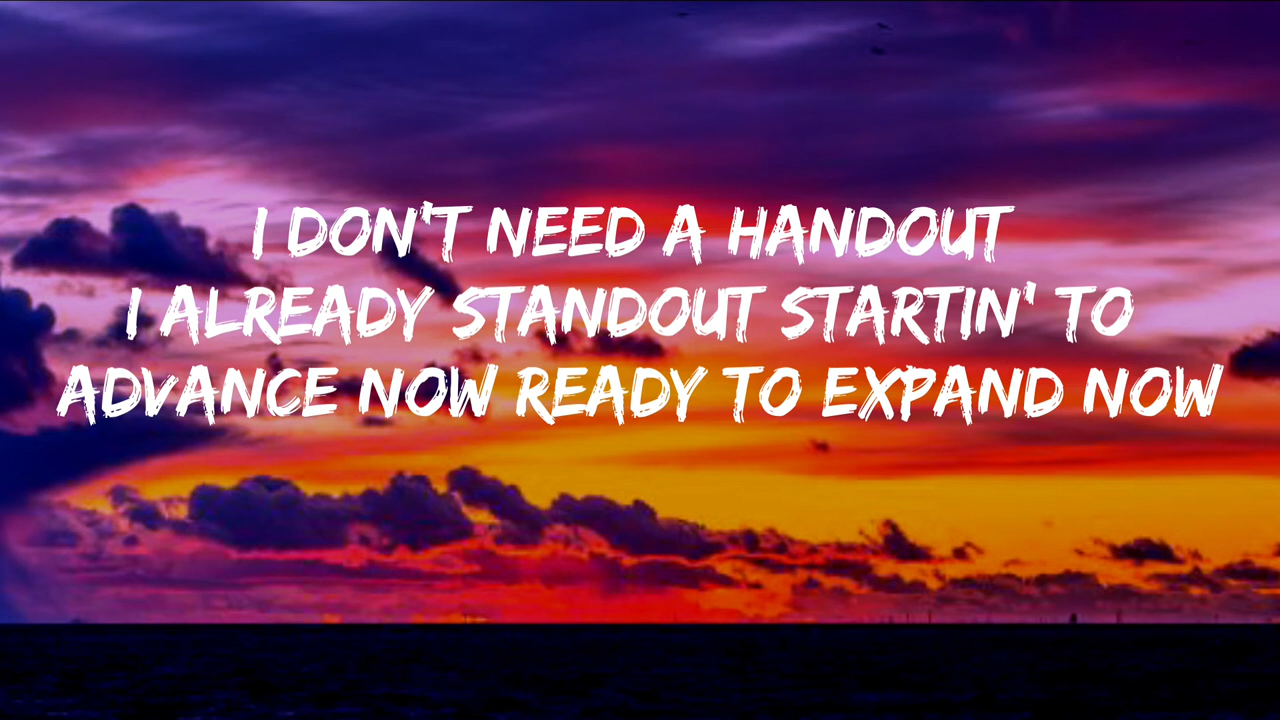 I DON'T NEED A HANDOUT
I ALREADY STANDOUT STARTIN' TO
ADVANCE NOW READY TO EXPAND NOW